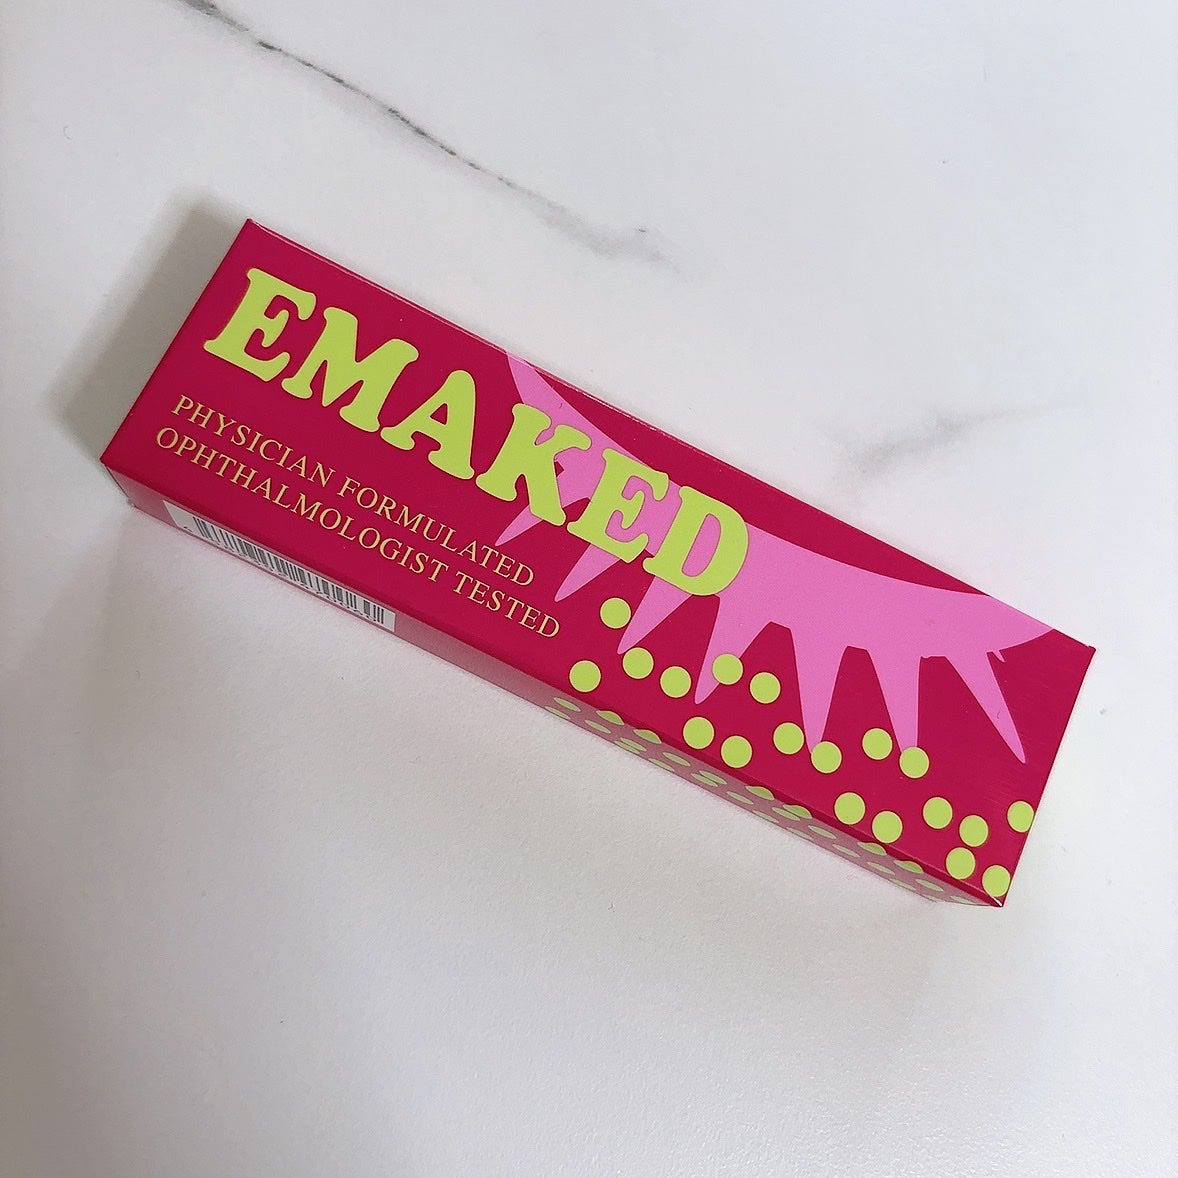 EMAKED
PHYSICIAN FORMULATED
OPHTHALMOLOGIST TESTED